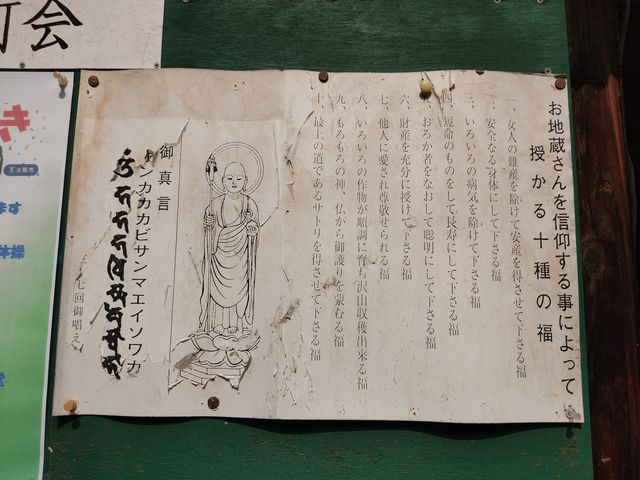 お地蔵さんを信仰する事によって
授かる十種の福
一、女人の難産を除けて安産を得させて下さる福
二、安全なる身体にして下さる福
三、いろいろの病気を除けて下さる福
四、短命のものをして長寿にして下さる福
五、おろか者をなおして聡明にして下さる福
六、財産を充分に授けて下さる福
七、他人に愛され尊敬せられる福
八、いろいろの作物が順調に育ち沢山収穫出来る福
九、もろもろの神、仏から御護りを蒙むる福
十、最上の道であるサトリを得させて下さる福
御真言
オンカカカビサンマエイソワカ
七回御唱え
町会
き
大阪市
ます
体操